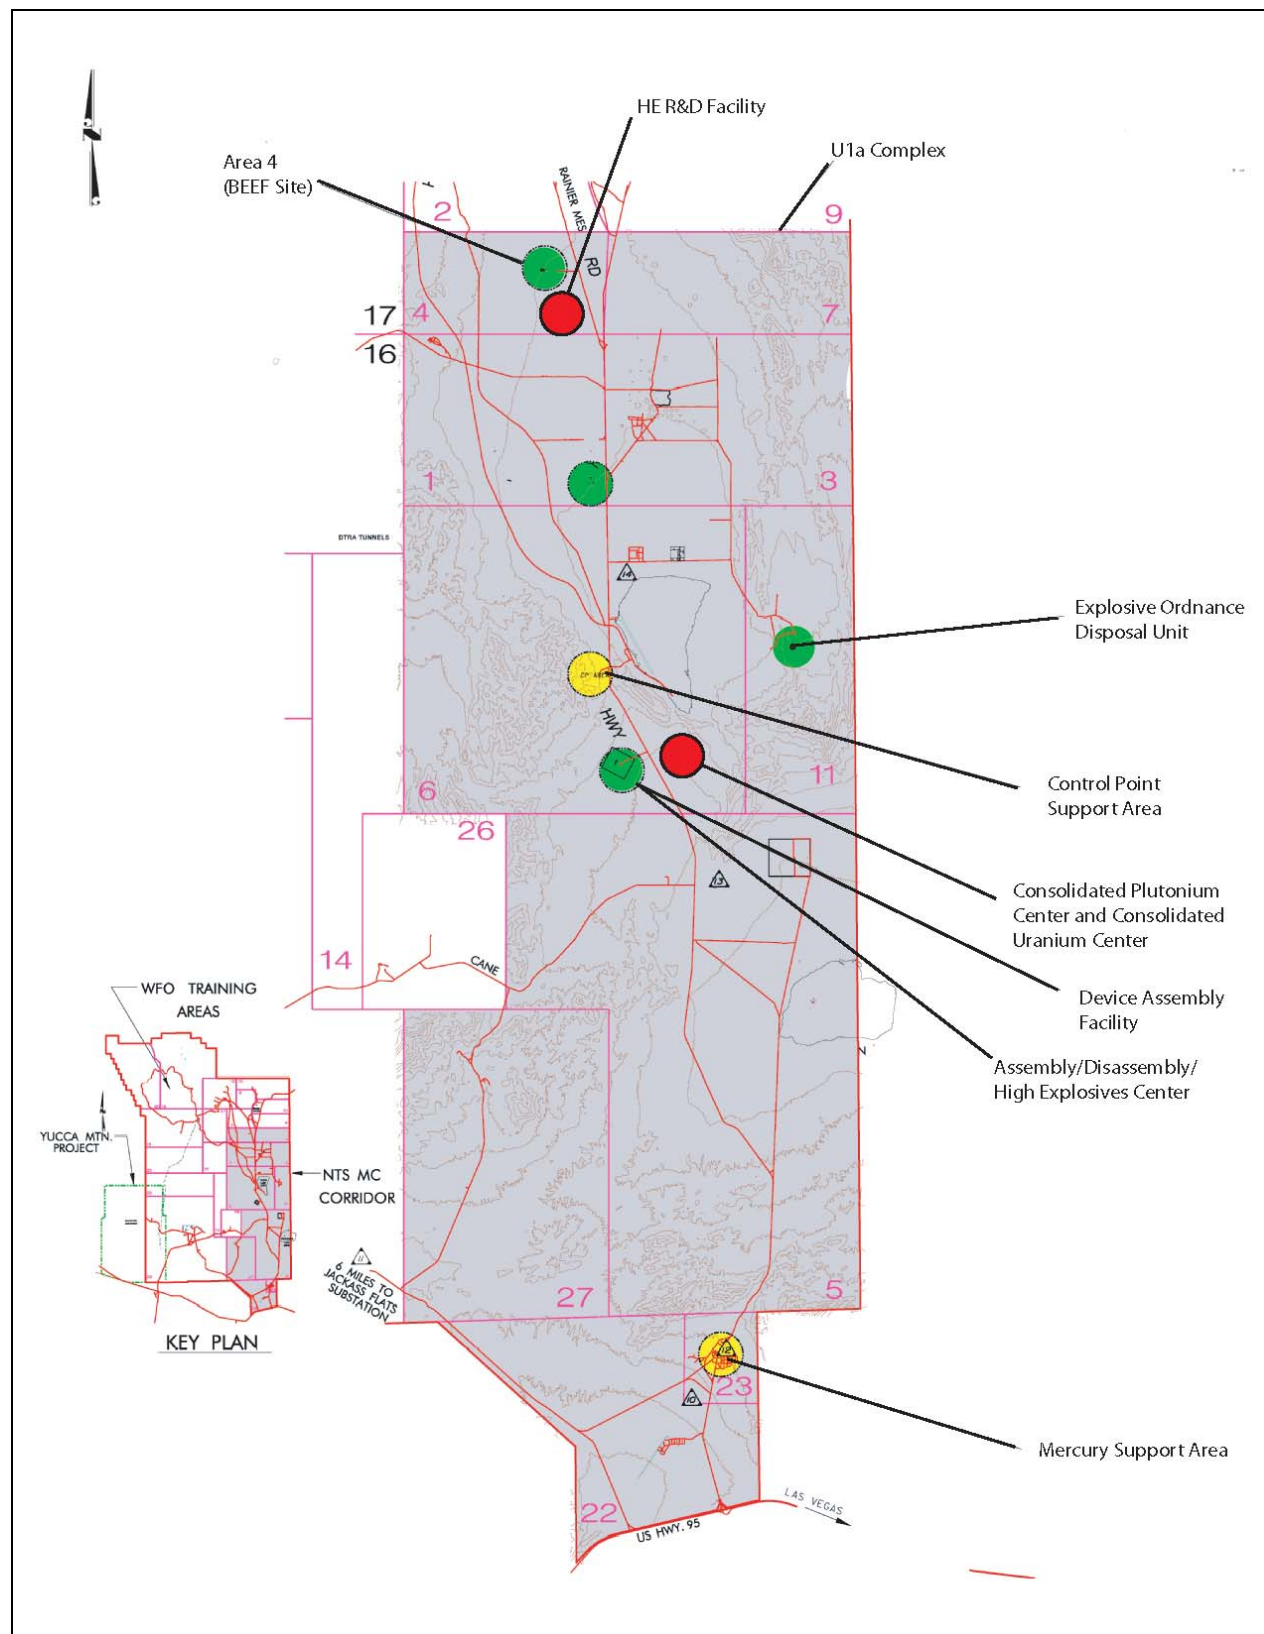 HE R&D Facility
U1a Complex
Area 4
(BEEF Site)
RAINIER MES
RD
2
9
17
4
7
16
1
3
DTRA TUNNELS
14
Explosive Ordnance
Disposal Unit
CP AREA
HWY
Control Point
Support Area
6
11
26
13
Consolidated Plutonium
Center and Consolidated
Uranium Center
14
CANE
Device Assembly
Facility
Assembly/Disassembly/
High Explosives Center
WFO TRAINING
AREAS
YUCCA MTN.
PROJECT
NTS MC
CORRIDOR
KEY PLAN
11
6 MILES TO
JACKASS FLATS
SUBSTATION
27
5
12
23
10
Mercury Support Area
22
US HWY. 95
LAS VEGAS